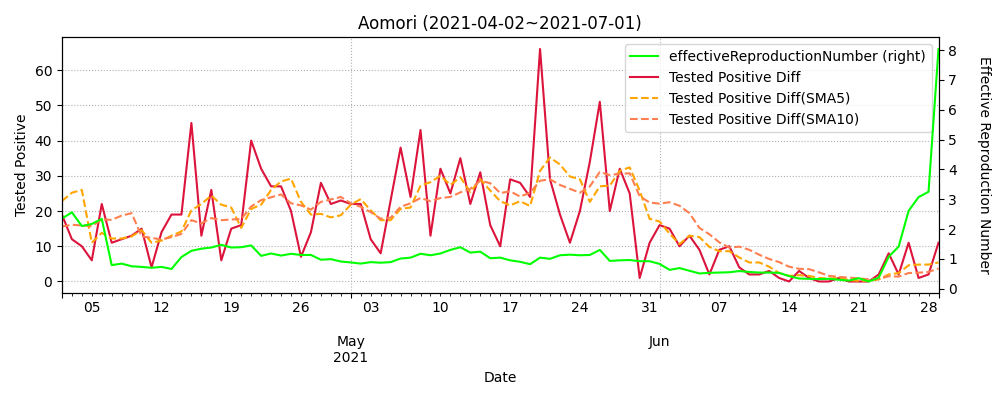 Aomori (2021-04-02~2021-07-01)
effectiveReproductionNumber (right)
Tested Positive Diff
Tested Positive Diff(SMA5)
Tested Positive Diff(SMA10)
Tested Positive
60
50
40
30
20
10
0
Effective Reproduction Number
8
7
6
5
4
3
2
1
0
05 12 19 26 03 10 17 24 31 07 14 21 28
May Jun
2021
Date